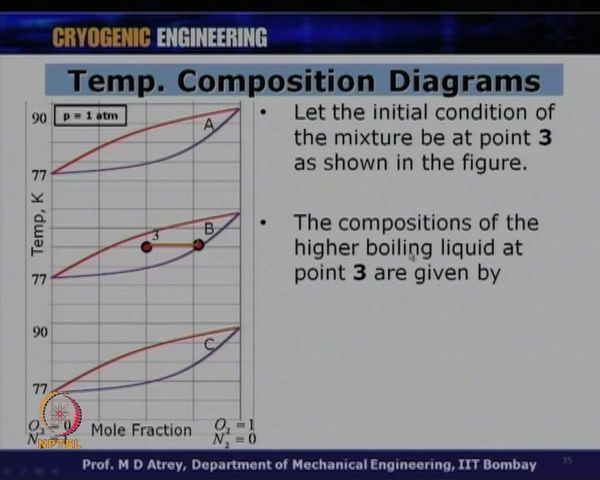 CRYOGENIC ENGINEERING
Temp. Composition Diagrams
90
p = 1 atm
A
77
Temp, K
3
B
77
90
C
77
O₂ = 0
O₂ = 1
N₂ = 1
N₂ = 0
Mole Fraction
NPTEL
• Let the initial condition of
the mixture be at point 3
as shown in the figure.
• The compositions of the
higher boiling liquid at
point 3 are given by
35
Prof. M D Atrey, Department of Mechanical Engineering, IIT Bombay